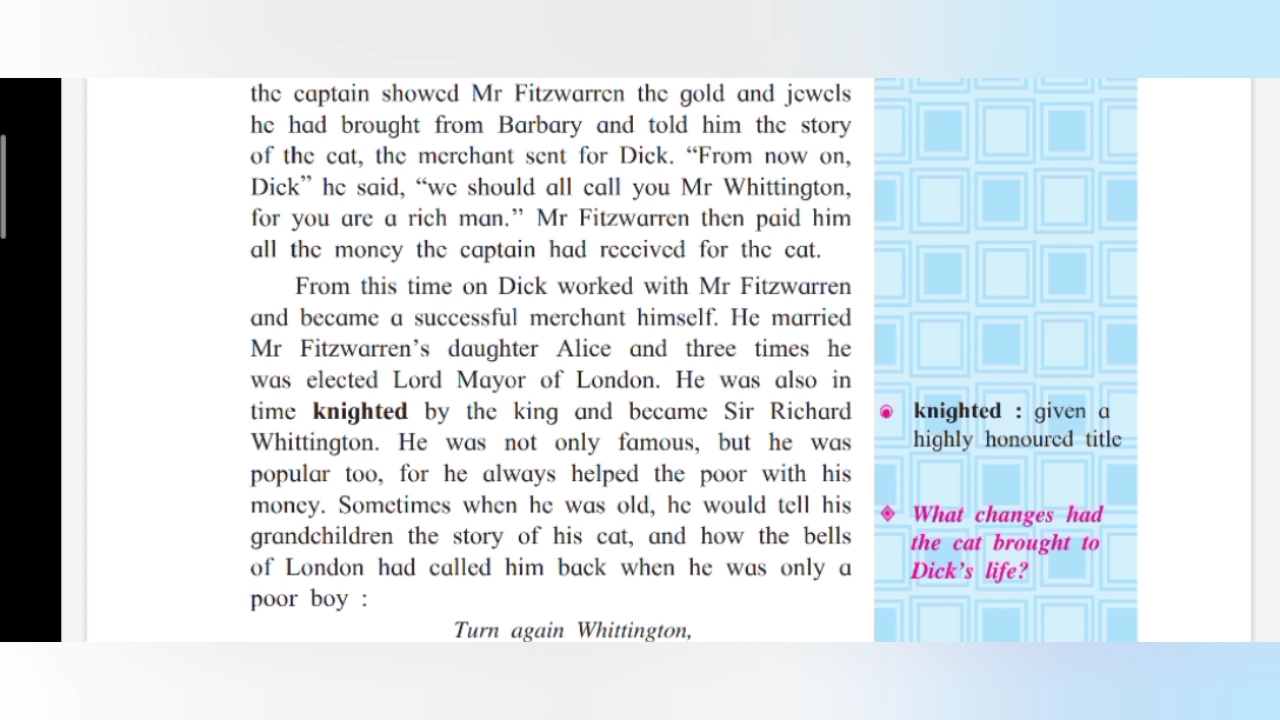 the captain showed Mr Fitzwarren the gold and jewels
he had brought from Barbary and told him the story
of the cat, the merchant sent for Dick. “From now on,
Dick” he said, “we should all call you Mr Whittington,
for you are a rich man.” Mr Fitzwarren then paid him
all the money the captain had received for the cat.
From this time on Dick worked with Mr Fitzwarren
and became a successful merchant himself. He married
Mr Fitzwarren’s daughter Alice and three times he
was elected Lord Mayor of London. He was also in
time knighted by the king and became Sir Richard
Whittington. He was not only famous, but he was
popular too, for he always helped the poor with his
money. Sometimes when he was old, he would tell his
grandchildren the story of his cat, and how the bells
of London had called him back when he was only a
poor boy :
Turn again Whittington,
knighted : given a
highly honoured title
What changes had
the cat brought to
Dick’s life?